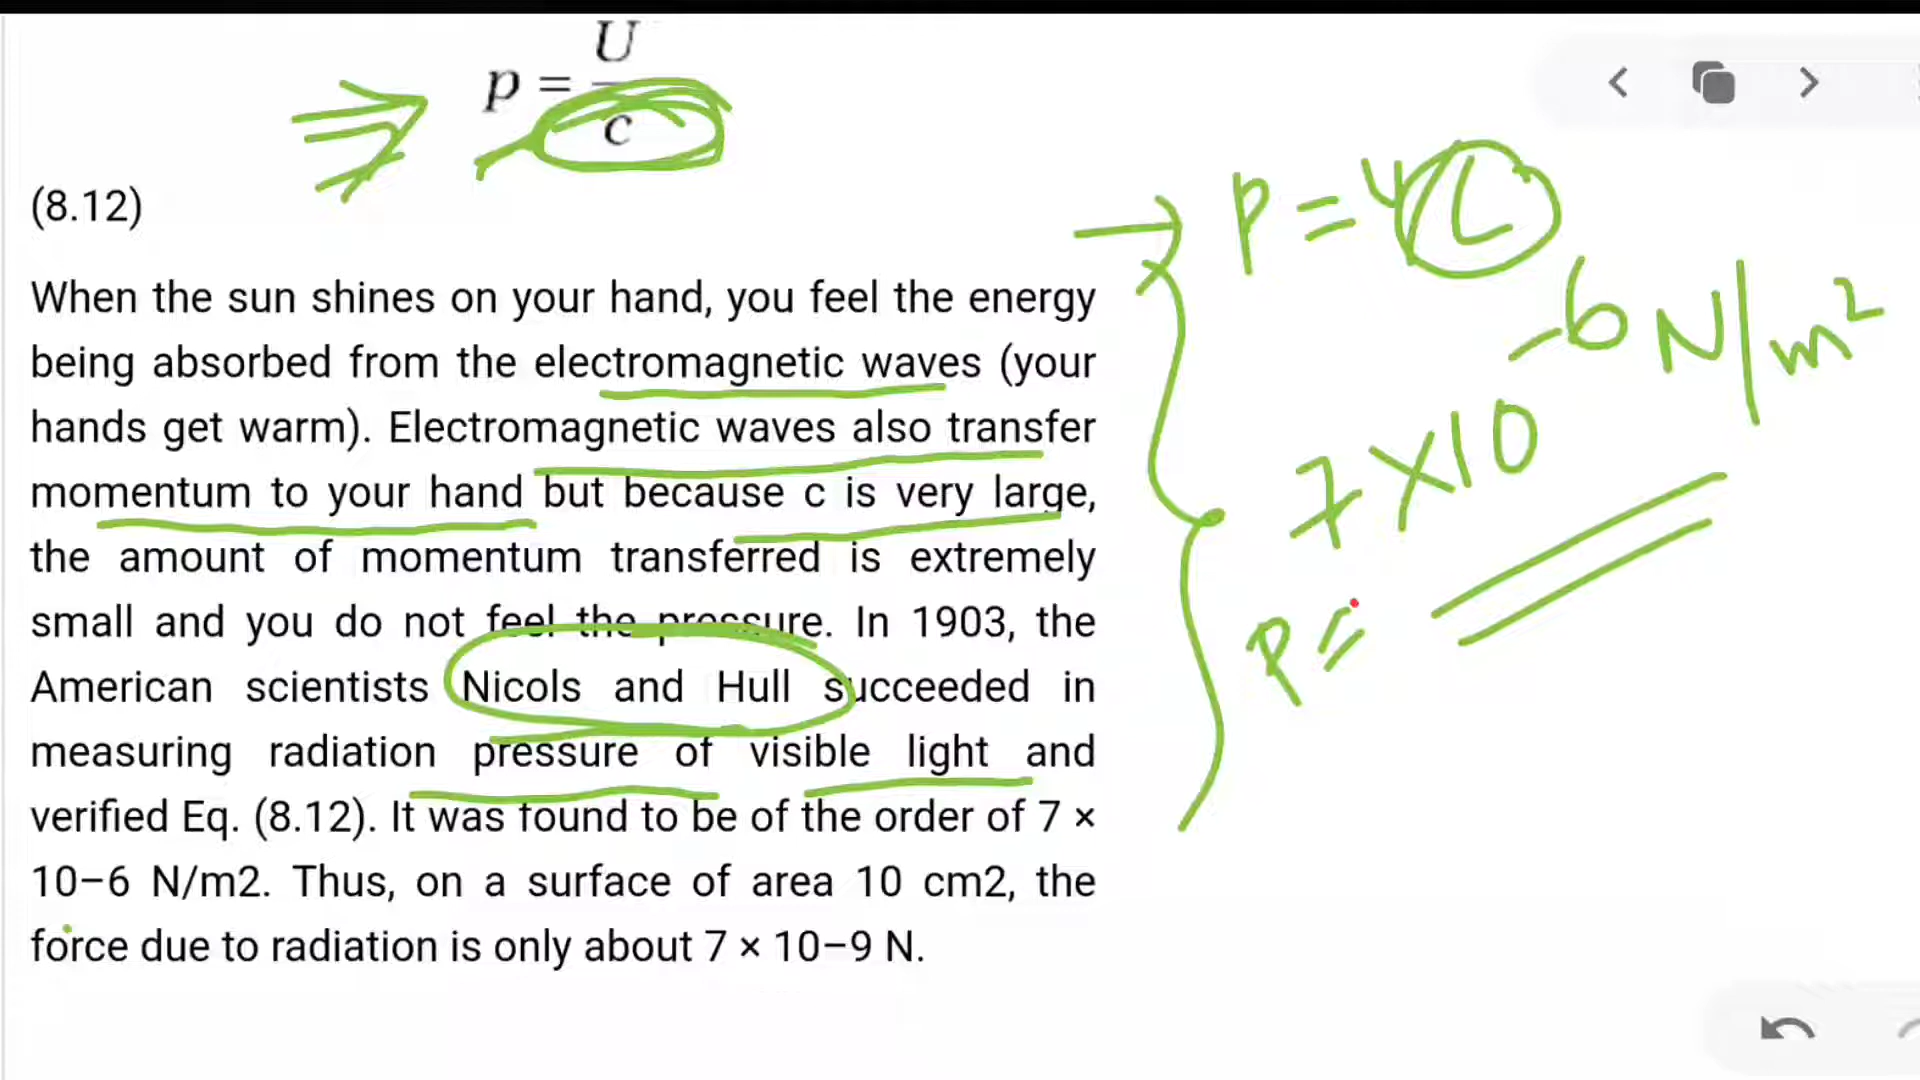 p = U/c
(8.12)
When the sun shines on your hand, you feel the energy
being absorbed from the electromagnetic waves (your
hands get warm). Electromagnetic waves also transfer
momentum to your hand but because c is very large,
the amount of momentum transferred is extremely
small and you do not feel the pressure. In 1903, the
American scientists Nicols and Hull succeeded in
measuring radiation pressure of visible light and
verified Eq. (8.12). It was found to be of the order of 7 ×
10–6 N/m2. Thus, on a surface of area 10 cm2, the
force due to radiation is only about 7 × 10–9 N.
P = U/C
7 × 10 -6 N/m2
P =